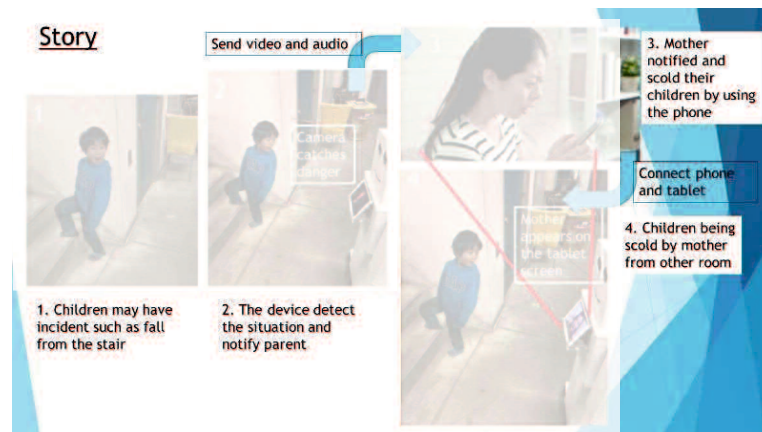 Story
Send video and audio
Camera
catches
danger
1. Children may have
incident such as fall
from the stair
2. The device detect
the situation and
notify parent
3. Mother
notified and
scold their
children by using
the phone
Connect phone
and tablet
Mother
appears on
the tablet
screen
4. Children being
scold by mother
from other room